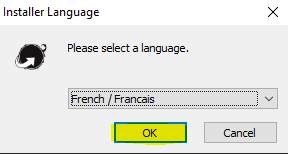 Installer Language
Please select a language.
French / Francais
OK
Cancel